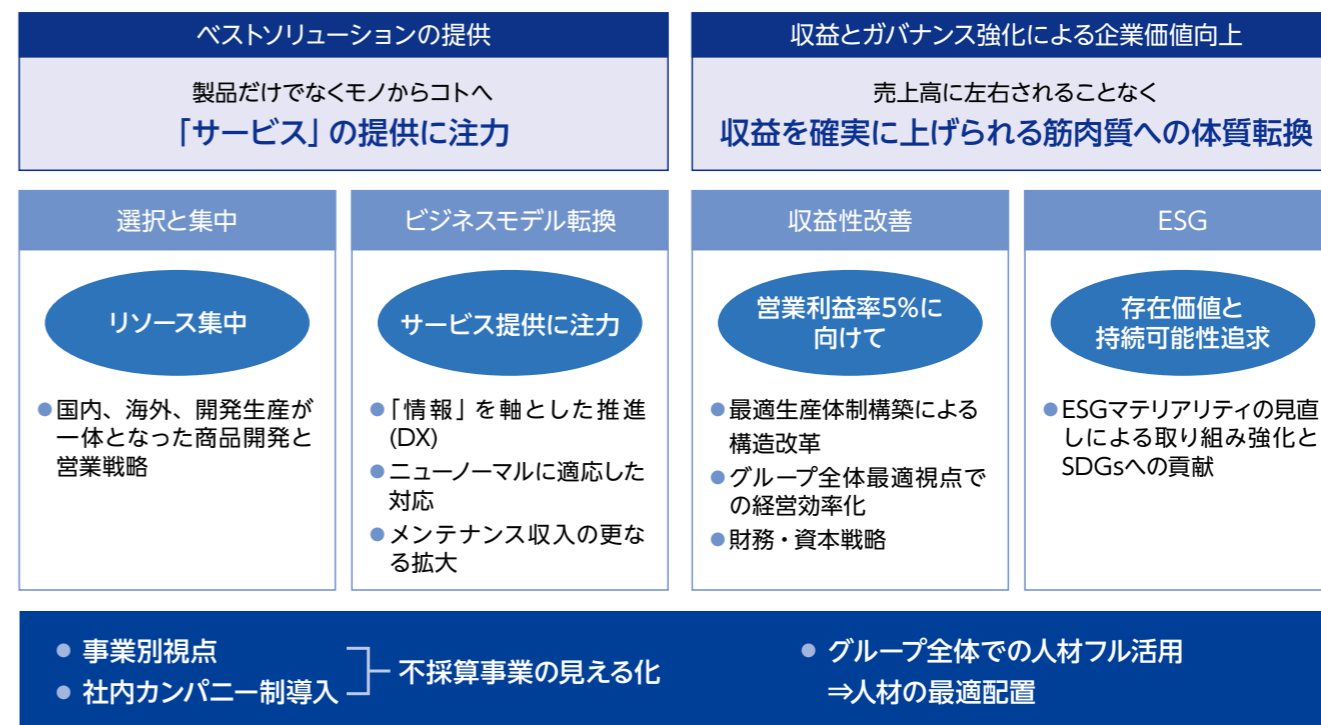 ベストソリューションの提供
製品だけでなくモノからコトへ
「サービス」の提供に注力
収益とガバナンス強化による企業価値向上
売上高に左右されることなく
収益を確実に上げられる筋肉質への体質転換
選択と集中
リソース集中
●国内、海外、開発生産が
一体となった商品開発と
営業戦略
ビジネスモデル転換
サービス提供に注力
●「情報」を軸とした推進
(DX)
●ニューノーマルに適応した
対応
●メンテナンス収入の更な
る拡大
収益性改善
営業利益率5%に
向けて
●最適生産体制構築による
構造改革
●グループ全体最適視点で
の経営効率化
●財務・資本戦略
ESG
存在価値と
持続可能性追求
●ESGマテリアリティの見直
しによる取り組み強化と
SDGsへの貢献
●事業別視点
●社内カンパニー制導入
不採算事業の見える化
●グループ全体での人材フル活用
⇒人材の最適配置